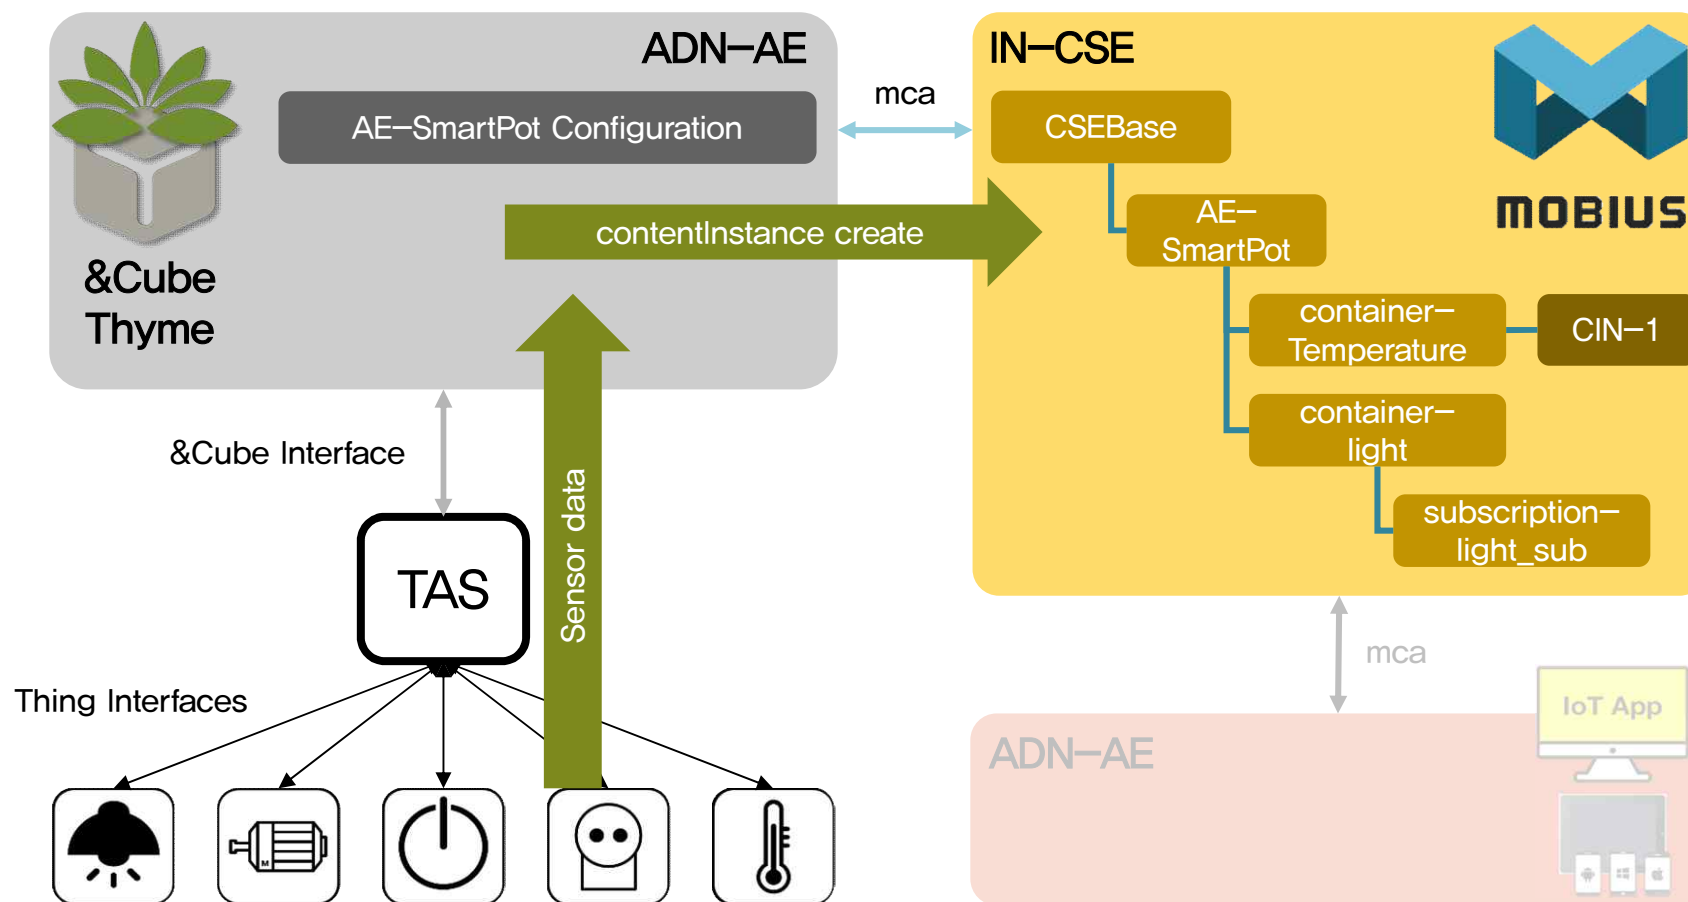 ADN–AE
AE–SmartPot Configuration
&Cube
Thyme
mca
IN–CSE
CSEBase
MOBIUS
AE–
SmartPot
contentInstance create
container–
Temperature
CIN–1
container–
light
subscription–
light_sub
&Cube Interface
Sensor data
TAS
Thing Interfaces
M
mca
ADN–AE
IoT App